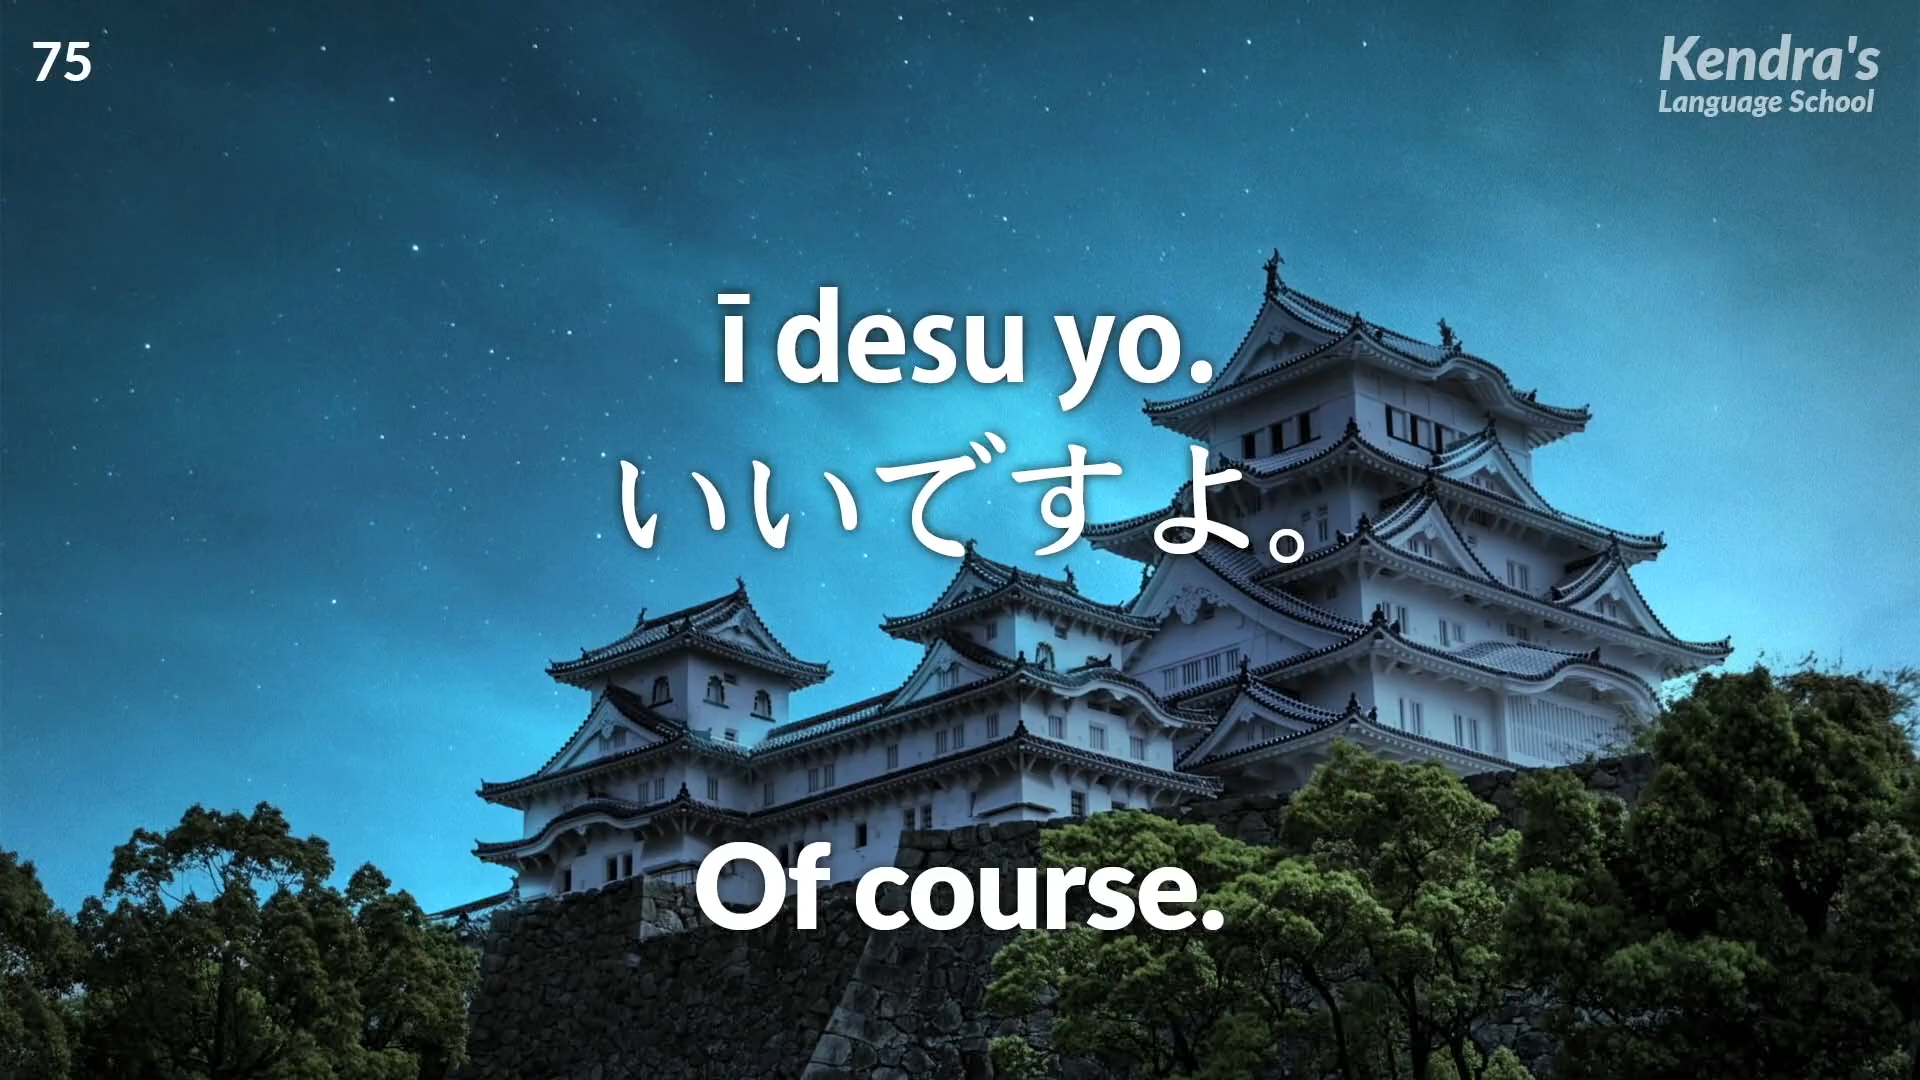 75
Kendra's
Language School
ī desu yo.
いいですよ。
Of course.